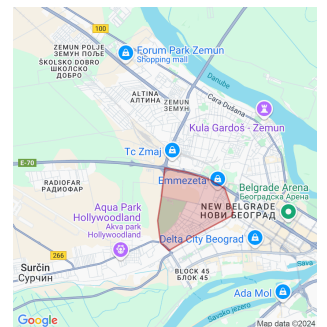 100
Forum Park Zemun
Shopping mall
ZEMUN POLJE
ЗЕМУН ПОЉЕ
ŠKOLSKO DOBRO
ШКОЛСКО
ДОБРО
Danube
ALTINA
АЛТИНА
ZEMUN
ЗЕМУН
Cara Dušana
Kula Gardoš - Zemun
Tc Zmaj
E-70
Emmezeta
RADIOFAR
РАДИОФАР
Belgrade Arena
Београдска Арена
Aqua Park
Hollywoodland
Akva park
Hollywoodland
NEW BELGRADE
НОВИ БЕОГРАД
Delta City Beograd
266
Surčin
Сурчин
BLOCK 45
БЛОК 45
Ada Mol
Savsko jezero
Google
Map data ©2024